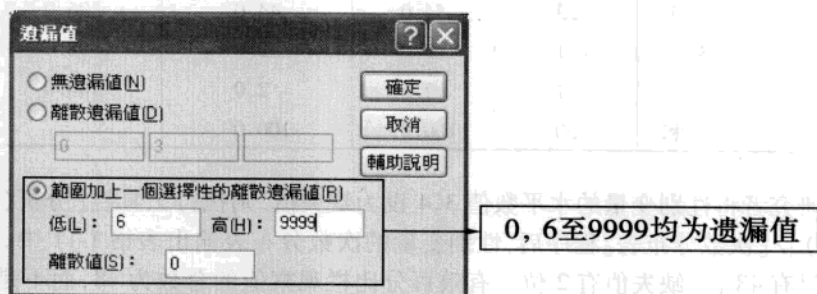 遺漏值
無遺漏值(N)
離散遺漏值(D)
0 3
範圍加上一個選擇性的離散遺漏值(R)
低(L)： 6 高(H)： 9999
離散值(S)： 0
確定
取消
輔助說明
0，6至9999均为遗漏值